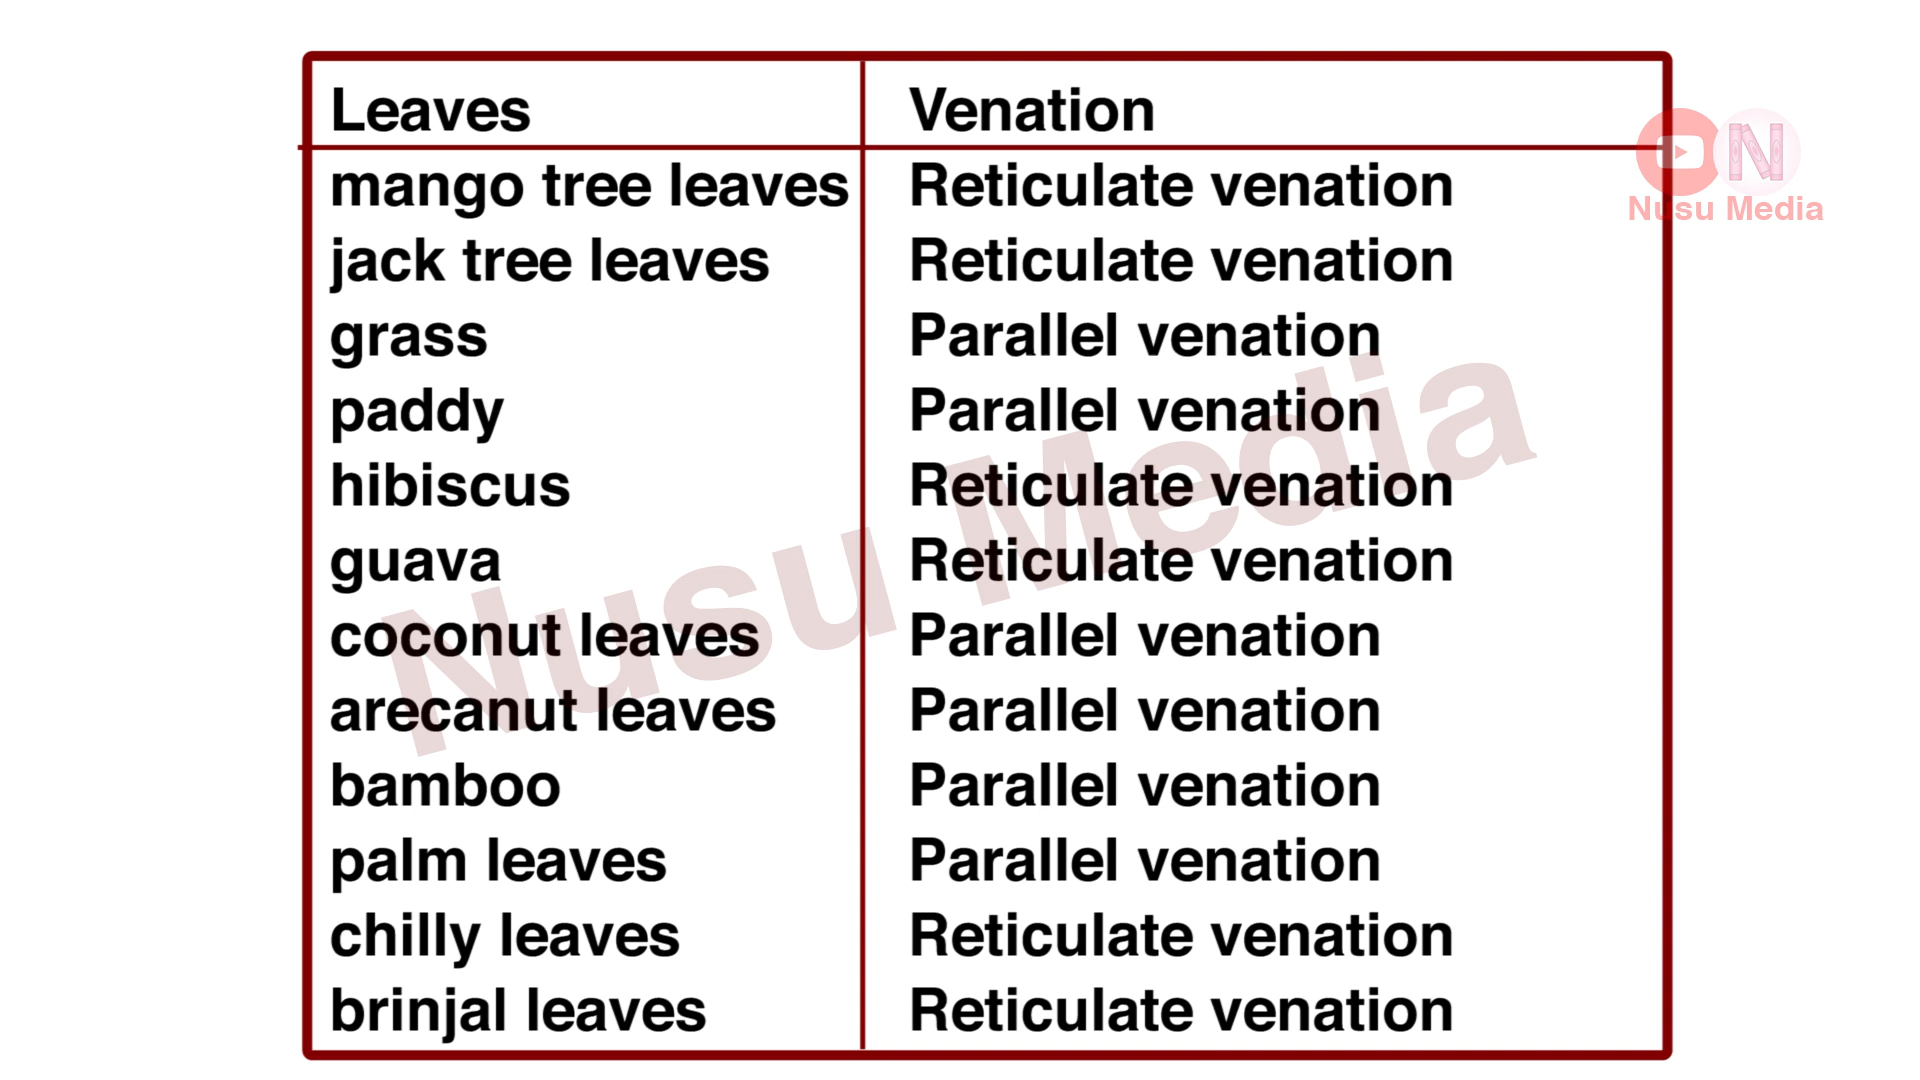 Leaves Venation
mango tree leaves Reticulate venation
jack tree leaves Reticulate venation
grass Parallel venation
paddy Parallel venation
hibiscus Reticulate venation
guava Reticulate venation
coconut leaves Parallel venation
arecanut leaves Parallel venation
bamboo Parallel venation
palm leaves Parallel venation
chilly leaves Reticulate venation
brinjal leaves Reticulate venation
N
Nusu Media
Nusu Media